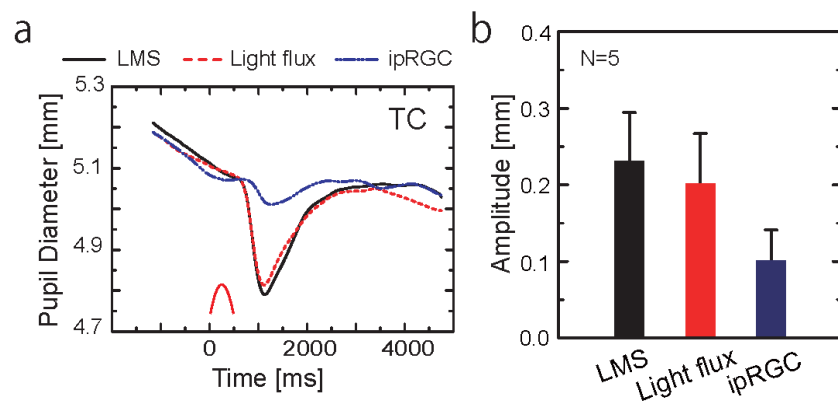 a
LMS Light flux ipRGC
5.3
5.1
4.9
4.7
Pupil Diameter [mm]
TC
0 2000 4000
Time [ms]
b
N=5
0.4
0.3
0.2
0.1
0.0
Amplitude [mm]
LMS
Light flux
ipRGC